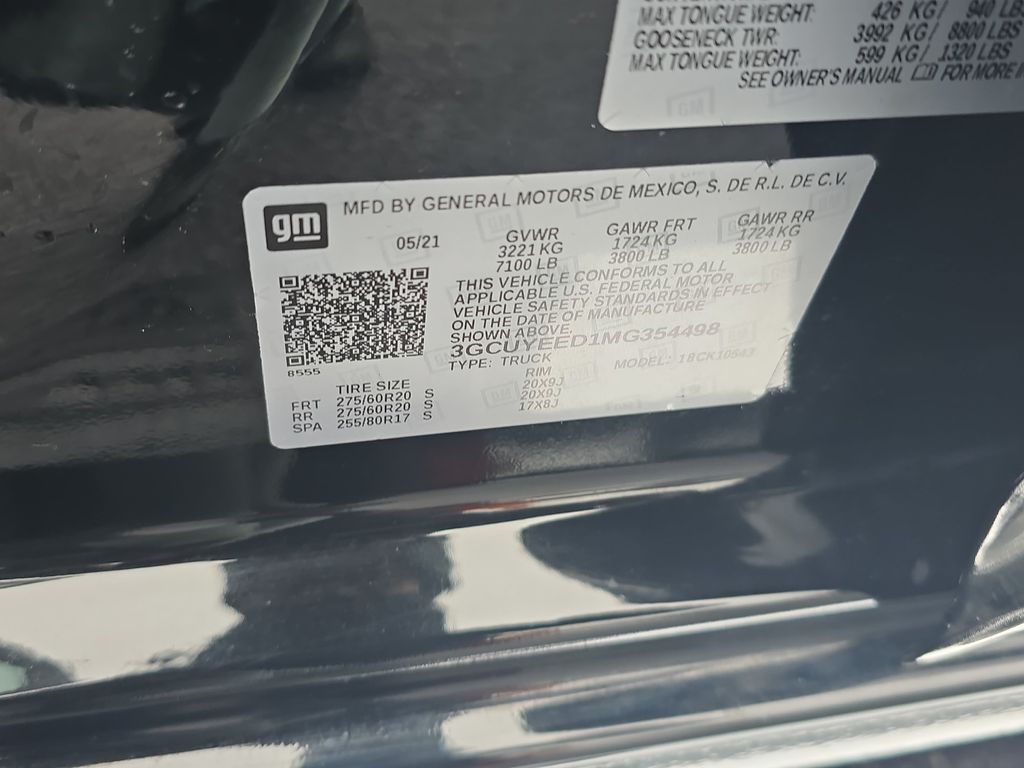 MAX TONGUE WEIGHT: 426 KG/ 940 LBS
GOOSENECK TWR: 3992 KG/ 8800 LBS
MAX TONGUE WEIGHT: 599 KG/ 1320 LBS
SEE OWNER'S MANUAL FOR MORE
gm
MFD BY GENERAL MOTORS DE MEXICO, S. DE R.L. DE C.V.
05/21 GVWR GAWR FRT GAWR RR
3221 KG 1724 KG 1724 KG
7100 LB 3800 LB 3800 LB
THIS VEHICLE CONFORMS TO ALL
APPLICABLE U.S. FEDERAL MOTOR
VEHICLE SAFETY STANDARDS IN EFFECT
ON THE DATE OF MANUFACTURE
SHOWN ABOVE.
3GCUYEED1MG354498
TYPE: TRUCK MODEL: 18CK10543
8555
TIRE SIZE RIM
FRT 275/60R20 S 20X9J
RR 275/60R20 S 20X9J
SPA 255/80R17 S 17X8J